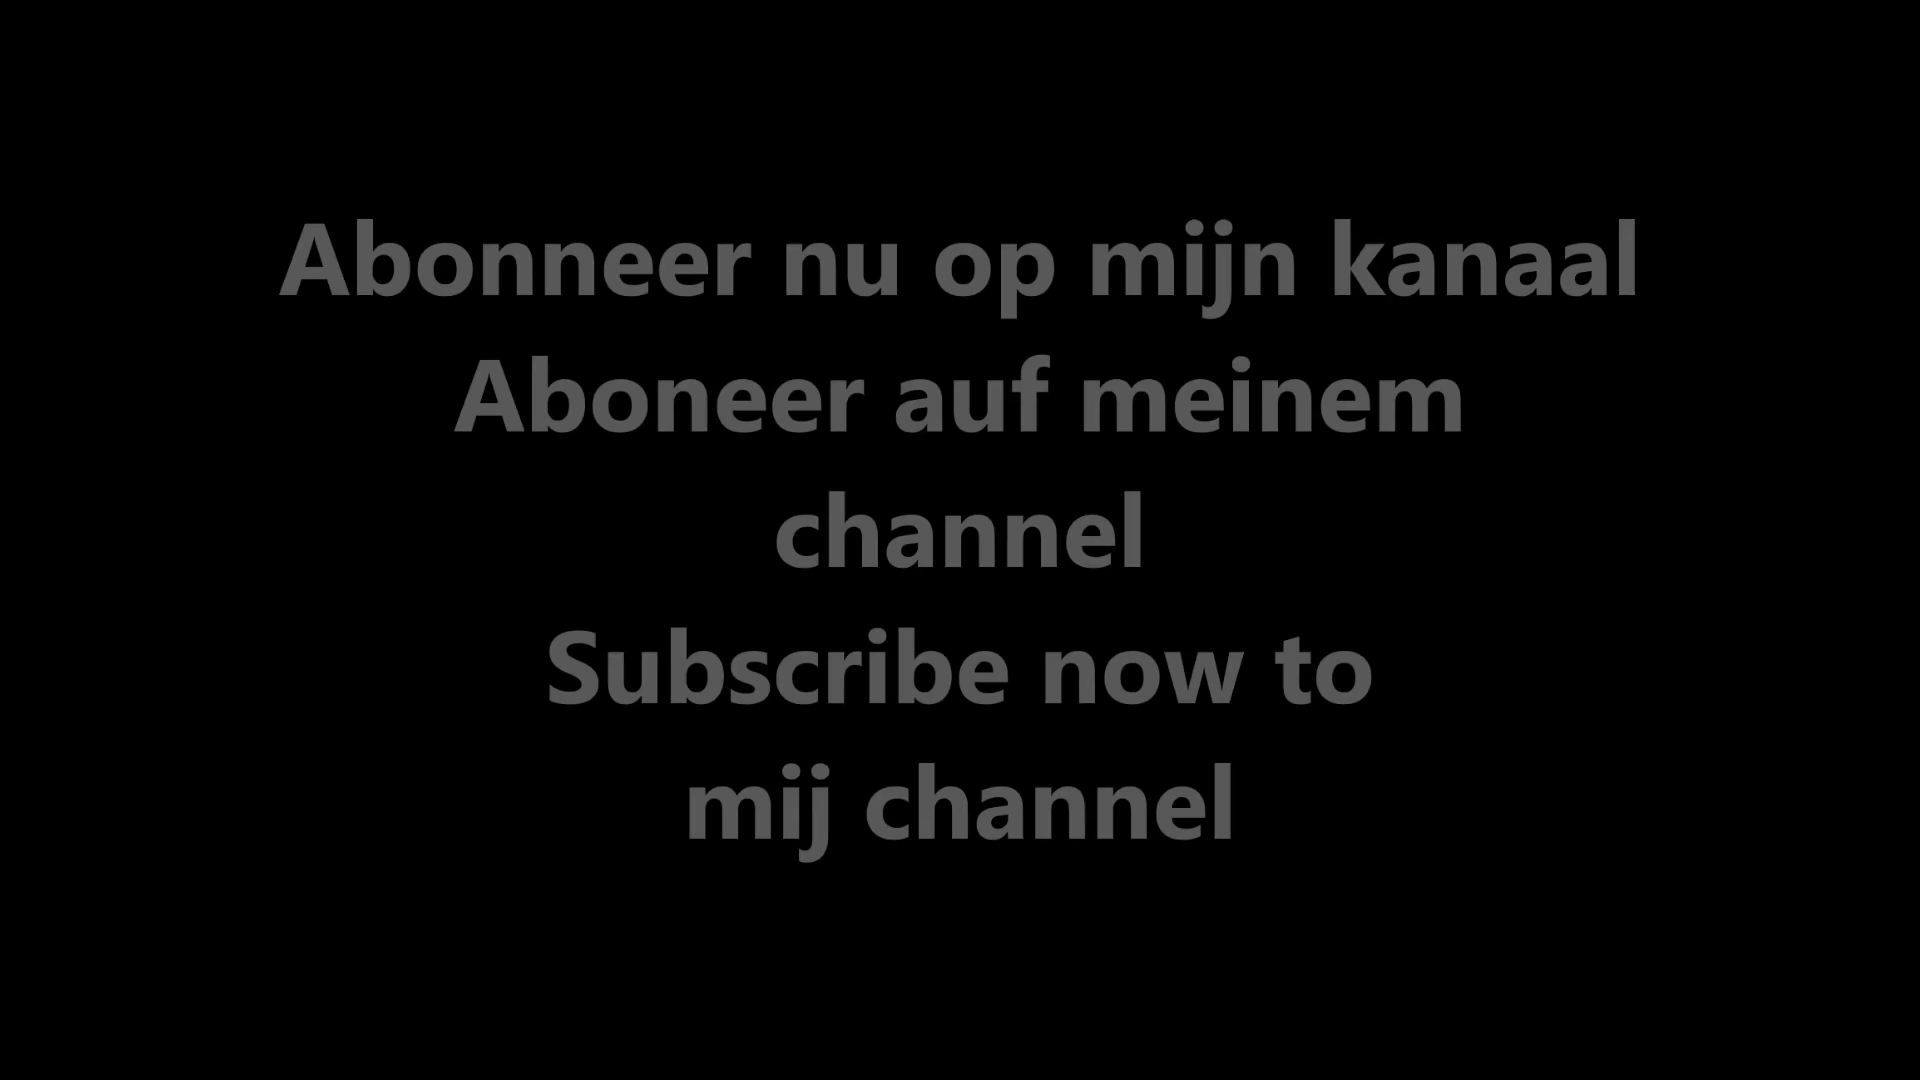 Abonneer nu op mijn kanaal
Aboneer auf meinem
channel
Subscribe now to
mij channel